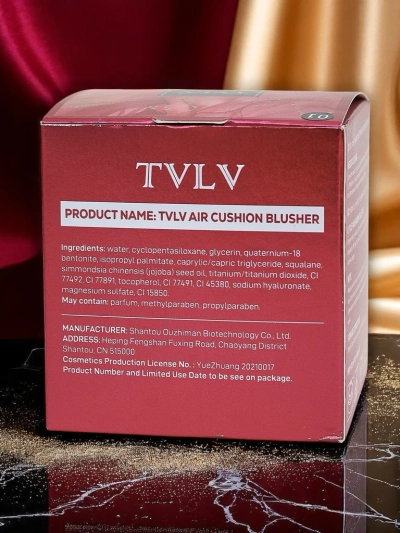 01
TVLV
PRODUCT NAME: TVLV AIR CUSHION BLUSHER
Ingredients: water, cyclopentasiloxane, glycerin, quaternium-18
bentonite, isopropyl palmitate, caprylic/capric triglyceride, squalane,
simmondsia chinensis (jojoba) seed oil, titanium/titanium dioxide, CI
77492, CI 77891, tocopherol, CI 77491, CI 45380, sodium hyaluronate,
magnesium sulfate, CI 15850.
May contain: parfum, methylparaben, propylparaben.
MANUFACTURER: Shantou Ouzhiman Biotechnology Co., Ltd.
ADDRESS: Heping Fengshan Fuxing Road, Chaoyang District
Shantou, CN 515000
Cosmetics Production License No.: YueZhuang 20210017
Product Number and Limited Use Date to be see on package.